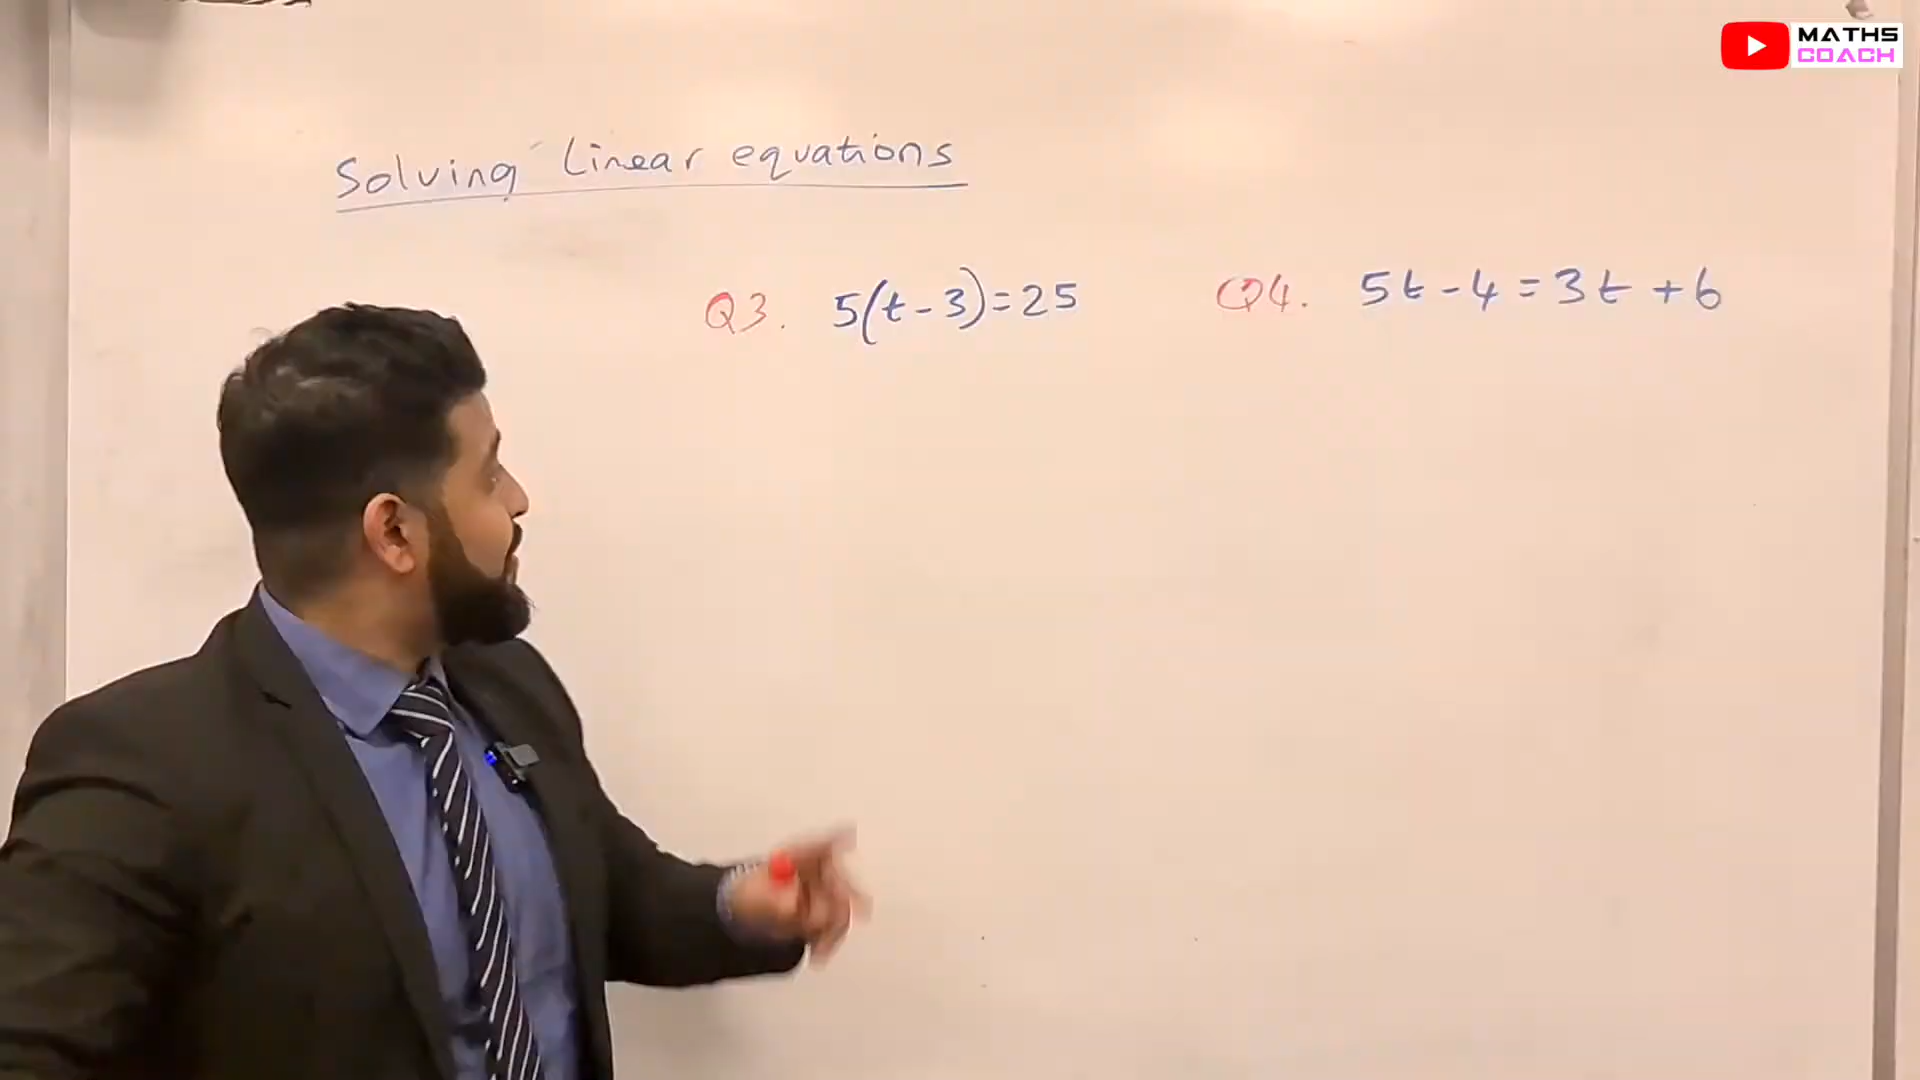 MATHS
COACH
Solving Linear equations
Q3. 5(t-3)=25
Q4. 5t-4=3t+6